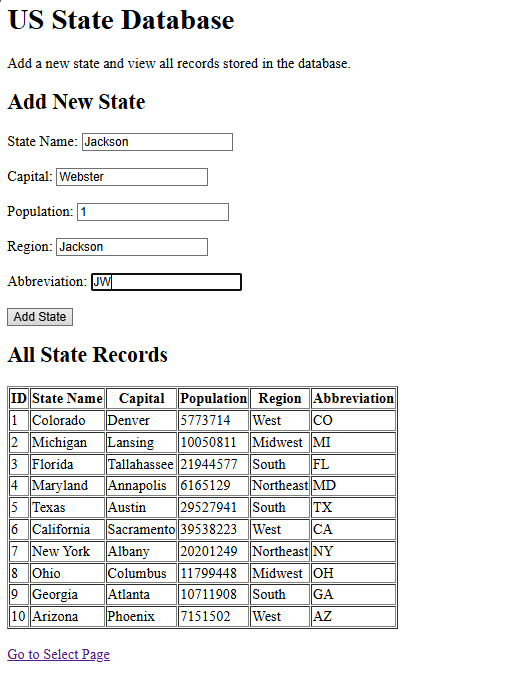 US State Database
Add a new state and view all records stored in the database.
Add New State
State Name: Jackson
Capital: Webster
Population: 1
Region: Jackson
Abbreviation: JW
Add State
All State Records
ID State Name Capital Population Region Abbreviation
1 Colorado Denver 5773714 West CO
2 Michigan Lansing 10050811 Midwest MI
3 Florida Tallahassee 21944577 South FL
4 Maryland Annapolis 6165129 Northeast MD
5 Texas Austin 29527941 South TX
6 California Sacramento 39538223 West CA
7 New York Albany 20201249 Northeast NY
8 Ohio Columbus 11799448 Midwest OH
9 Georgia Atlanta 10711908 South GA
10 Arizona Phoenix 7151502 West AZ
Go to Select Page